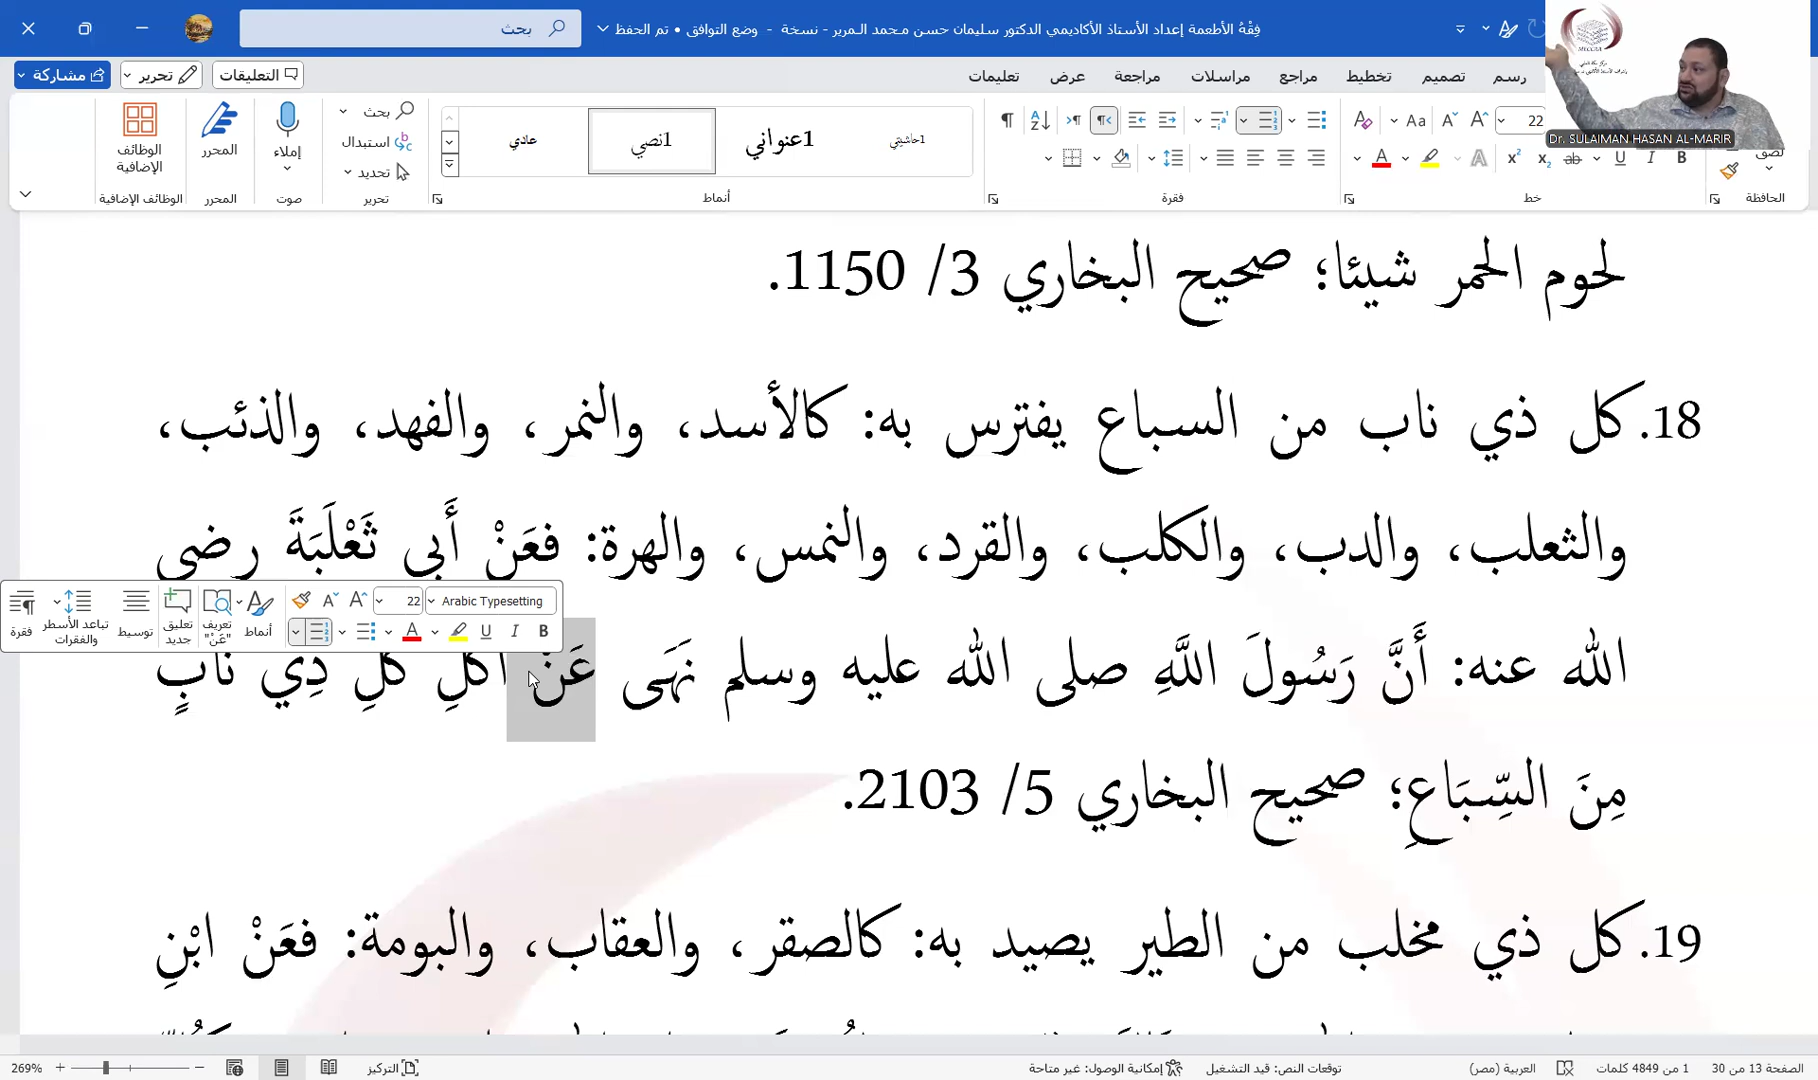 فِقْهُ الأطعمة إعداد الأستاذ الأكاديمي الدكتور سليمان حسن محمد المرير - نسخة - وضع التوافق • تم الحفظ
بحث
رسم تصميم تخطيط مراجع مراسلات مراجعة عرض تعليمات
التعليقات تحرير مشاركة
Dr. SULAIMAN HASAN AL-MARIR
22
Aa
B I U ab x₂ x² A A
لصق
1حاشيتي 1عنواني 1نصي عادي
بحث
استبدال
تحديد
إملاء
المحرر
الوظائف الإضافية
الحافظة خط فقرة أنماط تحرير صوت المحرر الوظائف الإضافية
لحوم الحمر شيئا؛ صحيح البخاري 3/ 1150.
18.كل ذي ناب من السباع يفترس به: كالأسد، والنمر، والفهد، والذئب،
والثعلب، والدب، والكلب، والقرد، والنمس، والهرة: فعَنْ أَبي ثَعْلَبَةَ رضي
Arabic Typesetting 22
B I U A
أنماط تعريف "عَنْ" تعليق جديد توسيط تباعد الأسطر والفقرات فقرة
الله عنه: أَنَّ رَسُولَ اللَّهِ صلى الله عليه وسلم نَهَى عَنْ أكلِ كُلِ ذِي نَابٍ
مِنَ السِّبَاعِ؛ صحيح البخاري 5/ 2103.
19.كل ذي مخلب من الطير يصيد به: كالصقر، والعقاب، والبومة: فعَنْ ابْنِ
الصفحة 13 من 30 1 من 4849 كلمات العربية (مصر) توقعات النص: قيد التشغيل إمكانية الوصول: غير متاحة التركيز 269%